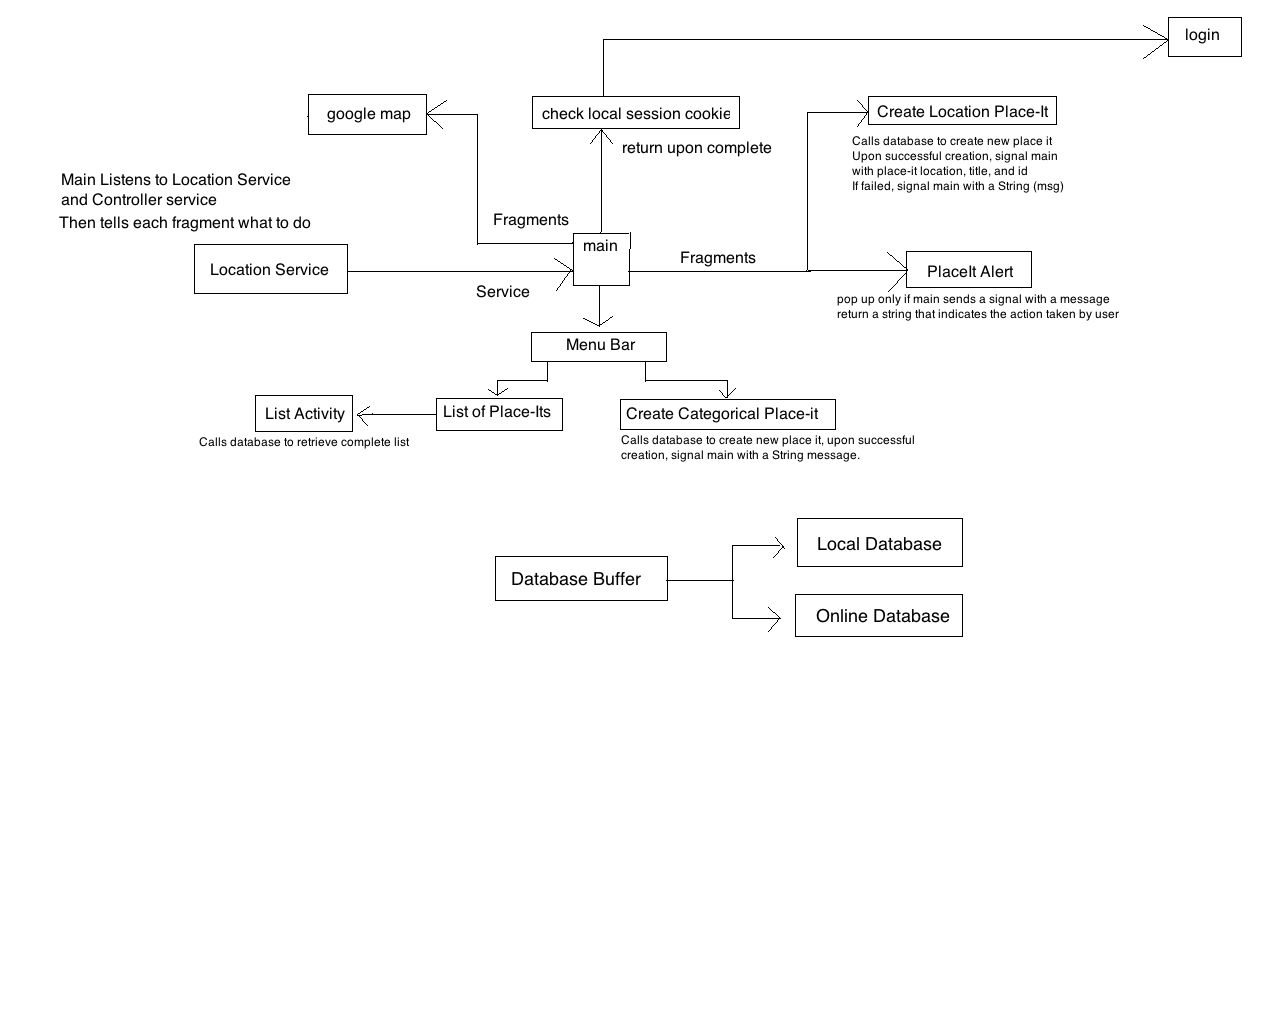 login
google map
check local session cookie
Create Location Place-It
return upon complete
Calls database to create new place it
Upon successful creation, signal main
with place-it location, title, and id
If failed, signal main with a String (msg)
Main Listens to Location Service
and Controller service
Then tells each fragment what to do
Fragments
main
Fragments
Location Service
Service
PlaceIt Alert
pop up only if main sends a signal with a message
return a string that indicates the action taken by user
Menu Bar
List Activity
List of Place-Its
Create Categorical Place-it
Calls database to retrieve complete list
Calls database to create new place it, upon successful
creation, signal main with a String message.
Local Database
Database Buffer
Online Database